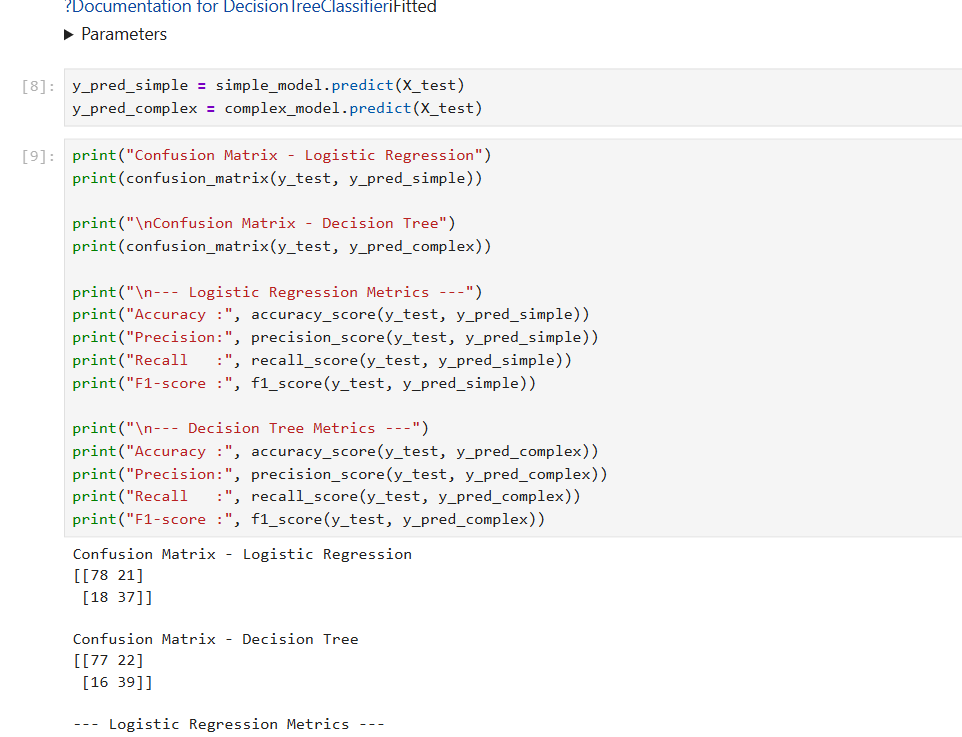 ?Documentation for DecisionTreeClassifieriFitted
▶ Parameters
[8]:
y_pred_simple = simple_model.predict(X_test)
y_pred_complex = complex_model.predict(X_test)
[9]:
print("Confusion Matrix - Logistic Regression")
print(confusion_matrix(y_test, y_pred_simple))
print("\nConfusion Matrix - Decision Tree")
print(confusion_matrix(y_test, y_pred_complex))
print("\n--- Logistic Regression Metrics ---")
print("Accuracy :", accuracy_score(y_test, y_pred_simple))
print("Precision:", precision_score(y_test, y_pred_simple))
print("Recall   :", recall_score(y_test, y_pred_simple))
print("F1-score :", f1_score(y_test, y_pred_simple))
print("\n--- Decision Tree Metrics ---")
print("Accuracy :", accuracy_score(y_test, y_pred_complex))
print("Precision:", precision_score(y_test, y_pred_complex))
print("Recall   :", recall_score(y_test, y_pred_complex))
print("F1-score :", f1_score(y_test, y_pred_complex))
Confusion Matrix - Logistic Regression
[[78 21]
 [18 37]]
Confusion Matrix - Decision Tree
[[77 22]
 [16 39]]
--- Logistic Regression Metrics ---